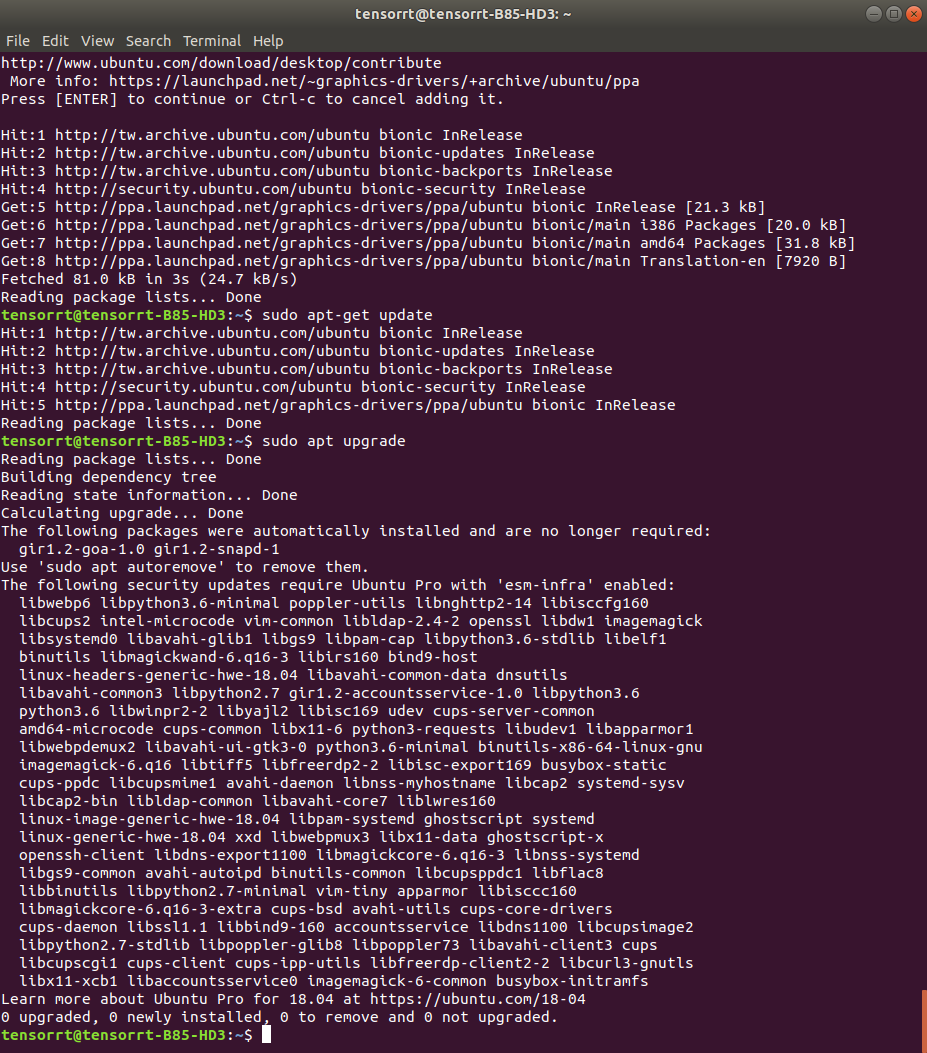 tensorrt@tensorrt-B85-HD3: ~
File Edit View Search Terminal Help
http://www.ubuntu.com/download/desktop/contribute
 More info: https://launchpad.net/~graphics-drivers/+archive/ubuntu/ppa
Press [ENTER] to continue or Ctrl-c to cancel adding it.

Hit:1 http://tw.archive.ubuntu.com/ubuntu bionic InRelease
Hit:2 http://tw.archive.ubuntu.com/ubuntu bionic-updates InRelease
Hit:3 http://tw.archive.ubuntu.com/ubuntu bionic-backports InRelease
Hit:4 http://security.ubuntu.com/ubuntu bionic-security InRelease
Get:5 http://ppa.launchpad.net/graphics-drivers/ppa/ubuntu bionic InRelease [21.3 kB]
Get:6 http://ppa.launchpad.net/graphics-drivers/ppa/ubuntu bionic/main i386 Packages [20.0 kB]
Get:7 http://ppa.launchpad.net/graphics-drivers/ppa/ubuntu bionic/main amd64 Packages [31.8 kB]
Get:8 http://ppa.launchpad.net/graphics-drivers/ppa/ubuntu bionic/main Translation-en [7920 B]
Fetched 81.0 kB in 3s (24.7 kB/s)
Reading package lists... Done
tensorrt@tensorrt-B85-HD3:~$ sudo apt-get update
Hit:1 http://tw.archive.ubuntu.com/ubuntu bionic InRelease
Hit:2 http://tw.archive.ubuntu.com/ubuntu bionic-updates InRelease
Hit:3 http://tw.archive.ubuntu.com/ubuntu bionic-backports InRelease
Hit:4 http://security.ubuntu.com/ubuntu bionic-security InRelease
Hit:5 http://ppa.launchpad.net/graphics-drivers/ppa/ubuntu bionic InRelease
Reading package lists... Done
tensorrt@tensorrt-B85-HD3:~$ sudo apt upgrade
Reading package lists... Done
Building dependency tree
Reading state information... Done
Calculating upgrade... Done
The following packages were automatically installed and are no longer required:
  gir1.2-goa-1.0 gir1.2-snapd-1
Use 'sudo apt autoremove' to remove them.
The following security updates require Ubuntu Pro with 'esm-infra' enabled:
  libwebp6 libpython3.6-minimal poppler-utils libnghttp2-14 libisccfg160
  libcups2 intel-microcode vim-common libldap-2.4-2 openssl libdw1 imagemagick
  libsystemd0 libavahi-glib1 libgs9 libpam-cap libpython3.6-stdlib libelf1
  binutils libmagickwand-6.q16-3 libirs160 bind9-host
  linux-headers-generic-hwe-18.04 libavahi-common-data dnsutils
  libavahi-common3 libpython2.7 gir1.2-accountsservice-1.0 libpython3.6
  python3.6 libwinpr2-2 libyajl2 libisc169 udev cups-server-common
  amd64-microcode cups-common libx11-6 python3-requests libudev1 libapparmor1
  libwebpdemux2 libavahi-ui-gtk3-0 python3.6-minimal binutils-x86-64-linux-gnu
  imagemagick-6.q16 libtiff5 libfreerdp2-2 libisc-export169 busybox-static
  cups-ppdc libcupsmime1 avahi-daemon libnss-myhostname libcap2 systemd-sysv
  libcap2-bin libldap-common libavahi-core7 liblwres160
  linux-image-generic-hwe-18.04 libpam-systemd ghostscript systemd
  linux-generic-hwe-18.04 xxd libwebpmux3 libx11-data ghostscript-x
  openssh-client libdns-export1100 libmagickcore-6.q16-3 libnss-systemd
  libgs9-common avahi-autoipd binutils-common libcupsppdc1 libflac8
  libbinutils libpython2.7-minimal vim-tiny apparmor libisccc160
  libmagickcore-6.q16-3-extra cups-bsd avahi-utils cups-core-drivers
  cups-daemon libssl1.1 libbind9-160 accountsservice libdns1100 libcupsimage2
  libpython2.7-stdlib libpoppler-glib8 libpoppler73 libavahi-client3 cups
  libcupscgi1 cups-client cups-ipp-utils libfreerdp-client2-2 libcurl3-gnutls
  libx11-xcb1 libaccountsservice0 imagemagick-6-common busybox-initramfs
Learn more about Ubuntu Pro for 18.04 at https://ubuntu.com/18-04
0 upgraded, 0 newly installed, 0 to remove and 0 not upgraded.
tensorrt@tensorrt-B85-HD3:~$